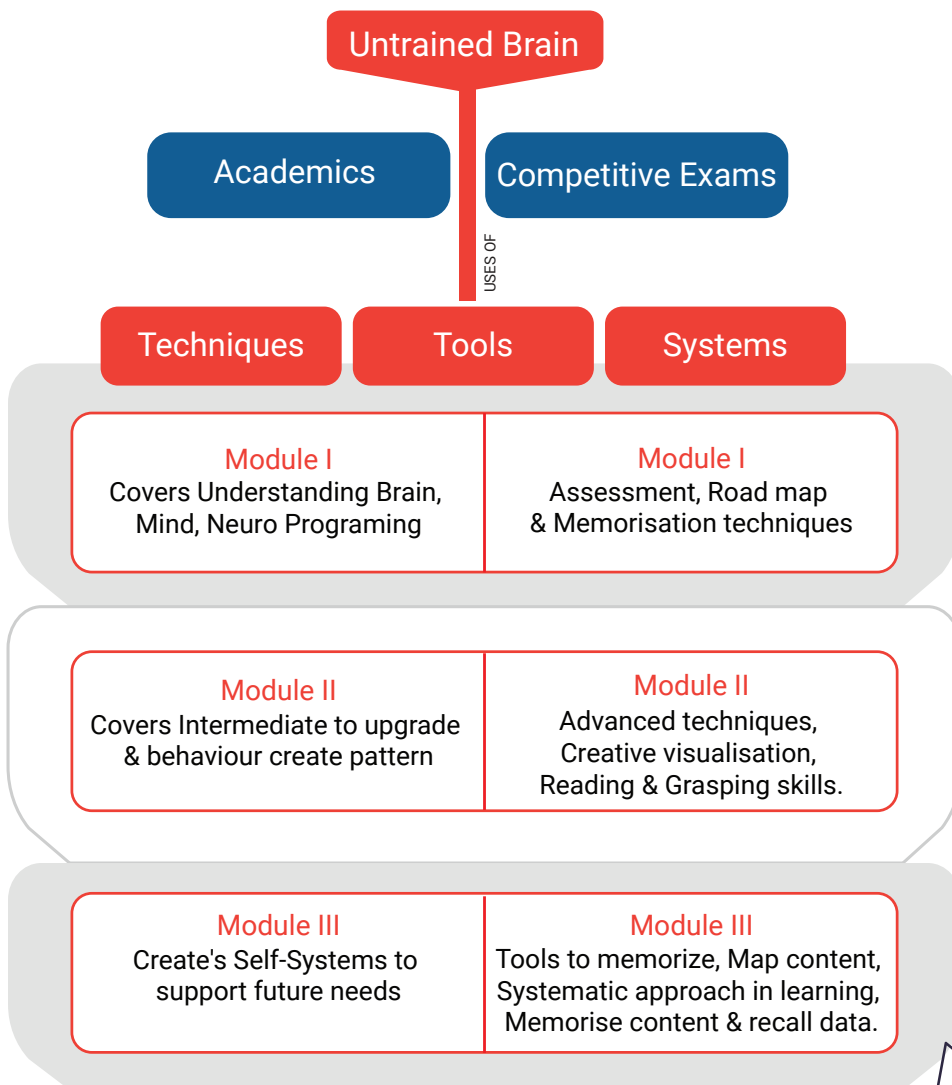 Untrained Brain
Academics
Competitive Exams
USES OF
Techniques
Tools
Systems
Module I
Covers Understanding Brain,
Mind, Neuro Programing
Module I
Assessment, Road map
& Memorisation techniques
Module II
Covers Intermediate to upgrade
& behaviour create pattern
Module II
Advanced techniques,
Creative visualisation,
Reading & Grasping skills.
Module III
Create's Self-Systems to
support future needs
Module III
Tools to memorize, Map content,
Systematic approach in learning,
Memorise content & recall data.